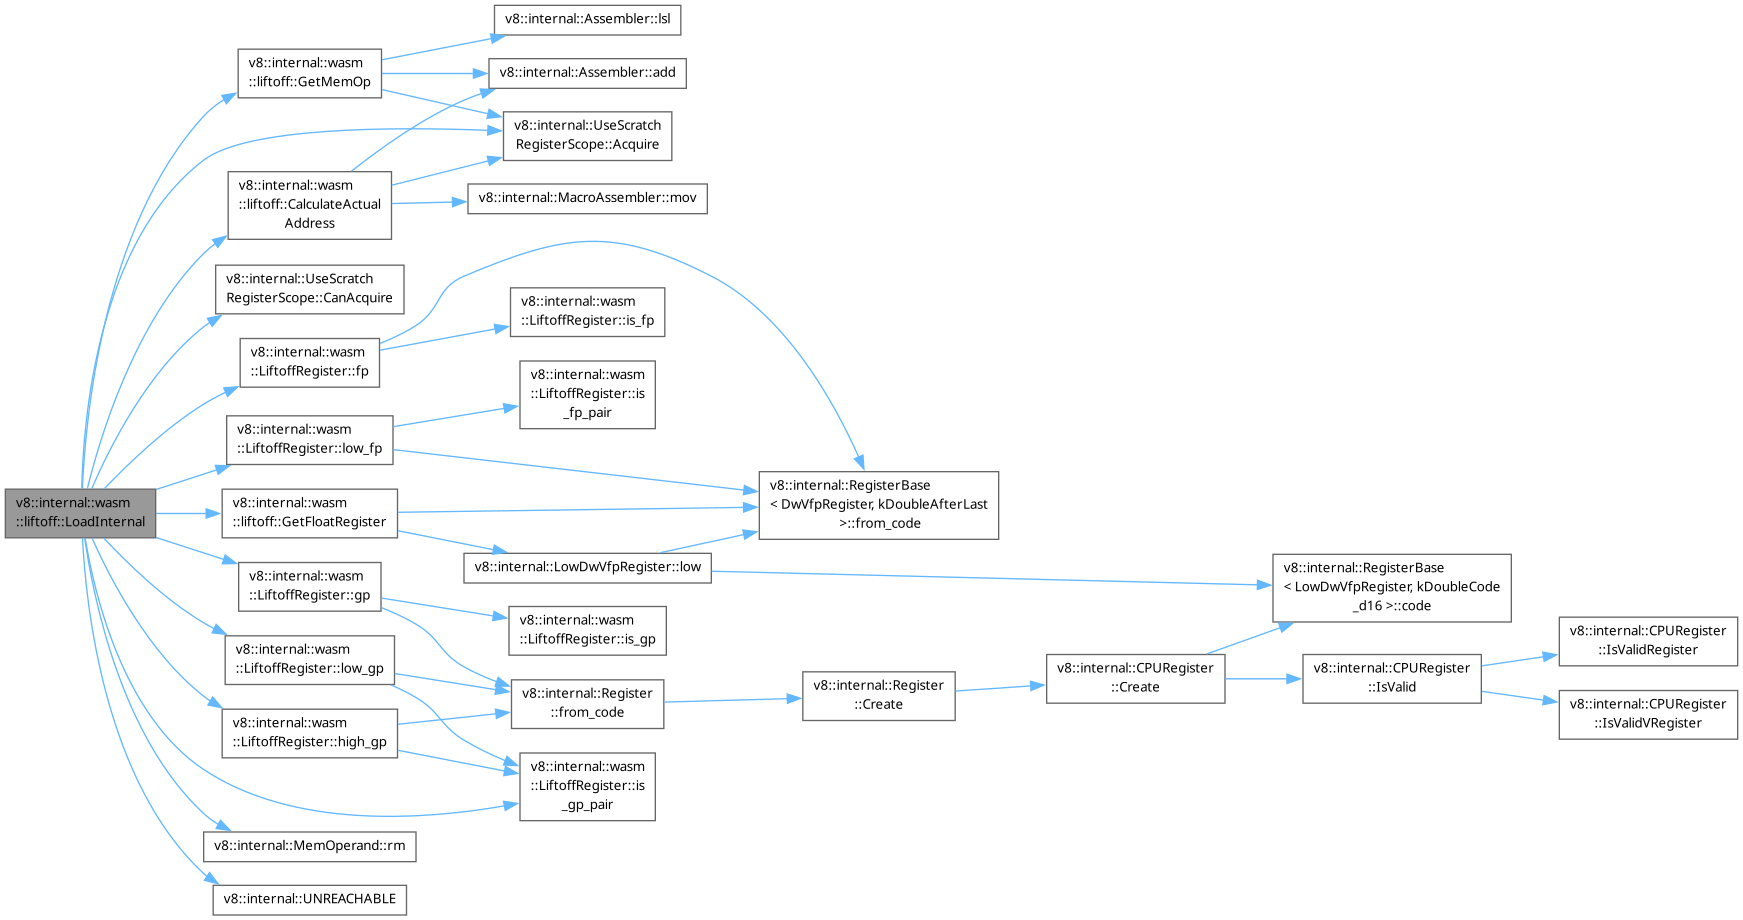 v8::internal::Assembler::lsl
v8::internal::wasm
::liftoff::GetMemOp
v8::internal::Assembler::add
v8::internal::UseScratch
RegisterScope::Acquire
v8::internal::wasm
::liftoff::CalculateActual
Address
v8::internal::MacroAssembler::mov
v8::internal::UseScratch
RegisterScope::CanAcquire
v8::internal::wasm
::LiftoffRegister::is_fp
v8::internal::wasm
::LiftoffRegister::fp
v8::internal::wasm
::LiftoffRegister::is
_fp_pair
v8::internal::wasm
::LiftoffRegister::low_fp
v8::internal::RegisterBase
< DwVfpRegister, kDoubleAfterLast
>::from_code
v8::internal::wasm
::liftoff::LoadInternal
v8::internal::wasm
::liftoff::GetFloatRegister
v8::internal::LowDwVfpRegister::low
v8::internal::RegisterBase
< LowDwVfpRegister, kDoubleCode
_d16 >::code
v8::internal::wasm
::LiftoffRegister::gp
v8::internal::wasm
::LiftoffRegister::is_gp
v8::internal::CPURegister
::IsValidRegister
v8::internal::wasm
::LiftoffRegister::low_gp
v8::internal::Register
::from_code
v8::internal::Register
::Create
v8::internal::CPURegister
::Create
v8::internal::CPURegister
::IsValid
v8::internal::CPURegister
::IsValidVRegister
v8::internal::wasm
::LiftoffRegister::high_gp
v8::internal::wasm
::LiftoffRegister::is
_gp_pair
v8::internal::MemOperand::rm
v8::internal::UNREACHABLE